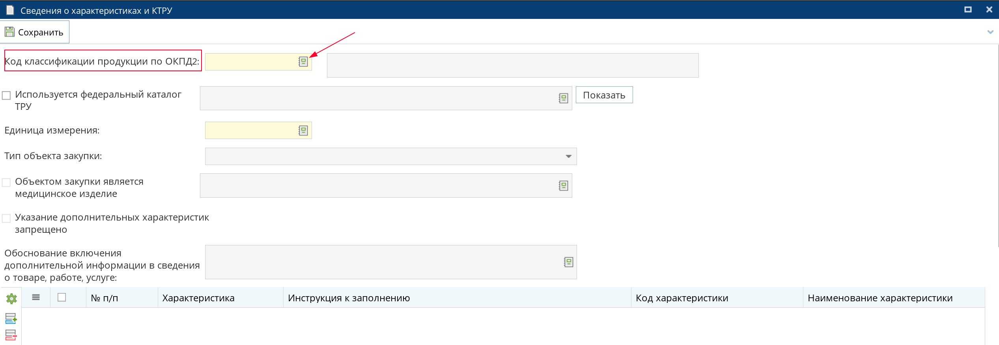 Сведения о характеристиках и КТРУ
Сохранить
Код классификации продукции по ОКПД2:
Используется федеральный каталог
ТРУ
Показать
Единица измерения:
Тип объекта закупки:
Объектом закупки является
медицинское изделие
Указание дополнительных характеристик
запрещено
Обоснование включения
дополнительной информации в сведения
о товаре, работе, услуге:
№ п/п Характеристика Инструкция к заполнению Код характеристики Наименование характеристики